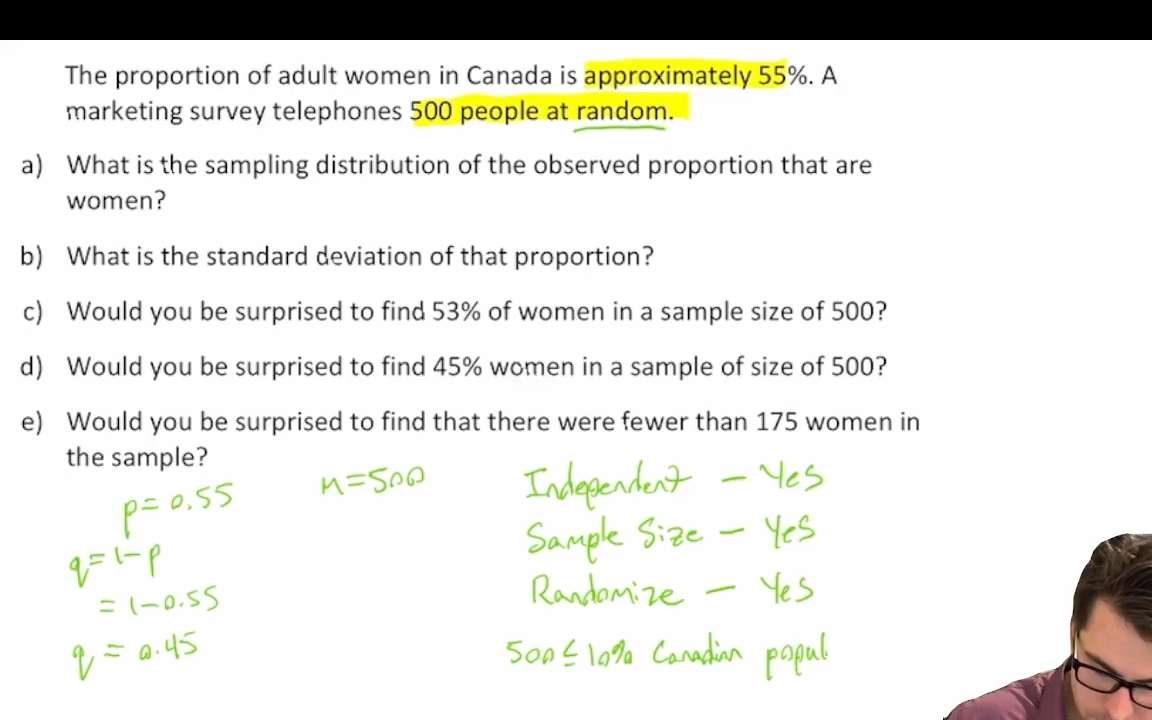 The proportion of adult women in Canada is approximately 55%. A
marketing survey telephones 500 people at random.
a) What is the sampling distribution of the observed proportion that are
women?
b) What is the standard deviation of that proportion?
c) Would you be surprised to find 53% of women in a sample size of 500?
d) Would you be surprised to find 45% women in a sample of size of 500?
e) Would you be surprised to find that there were fewer than 175 women in
the sample?
p=0.55
n=500
q=1-p
=1-0.55
q=0.45
Independent - Yes
Sample Size - Yes
Randomize - Yes
500≤10% Canadian popul